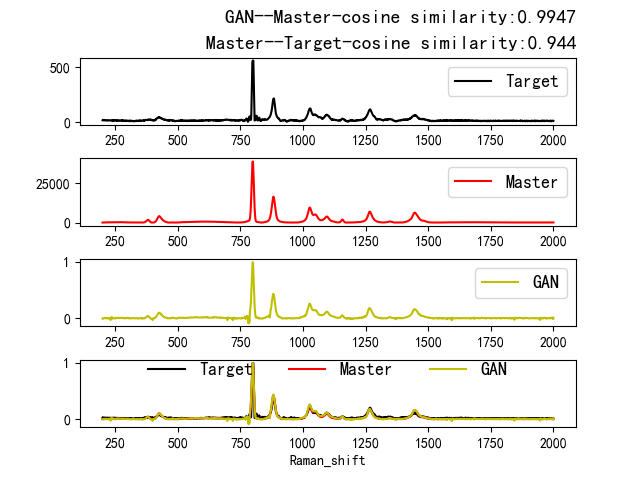 GAN--Master-cosine similarity:0.9947
Master--Target-cosine similarity:0.944
500
0
Target
250 500 750 1000 1250 1500 1750 2000
25000
0
Master
250 500 750 1000 1250 1500 1750 2000
1
0
GAN
250 500 750 1000 1250 1500 1750 2000
1
0
Target Master GAN
250 500 750 1000 1250 1500 1750 2000
Raman_shift